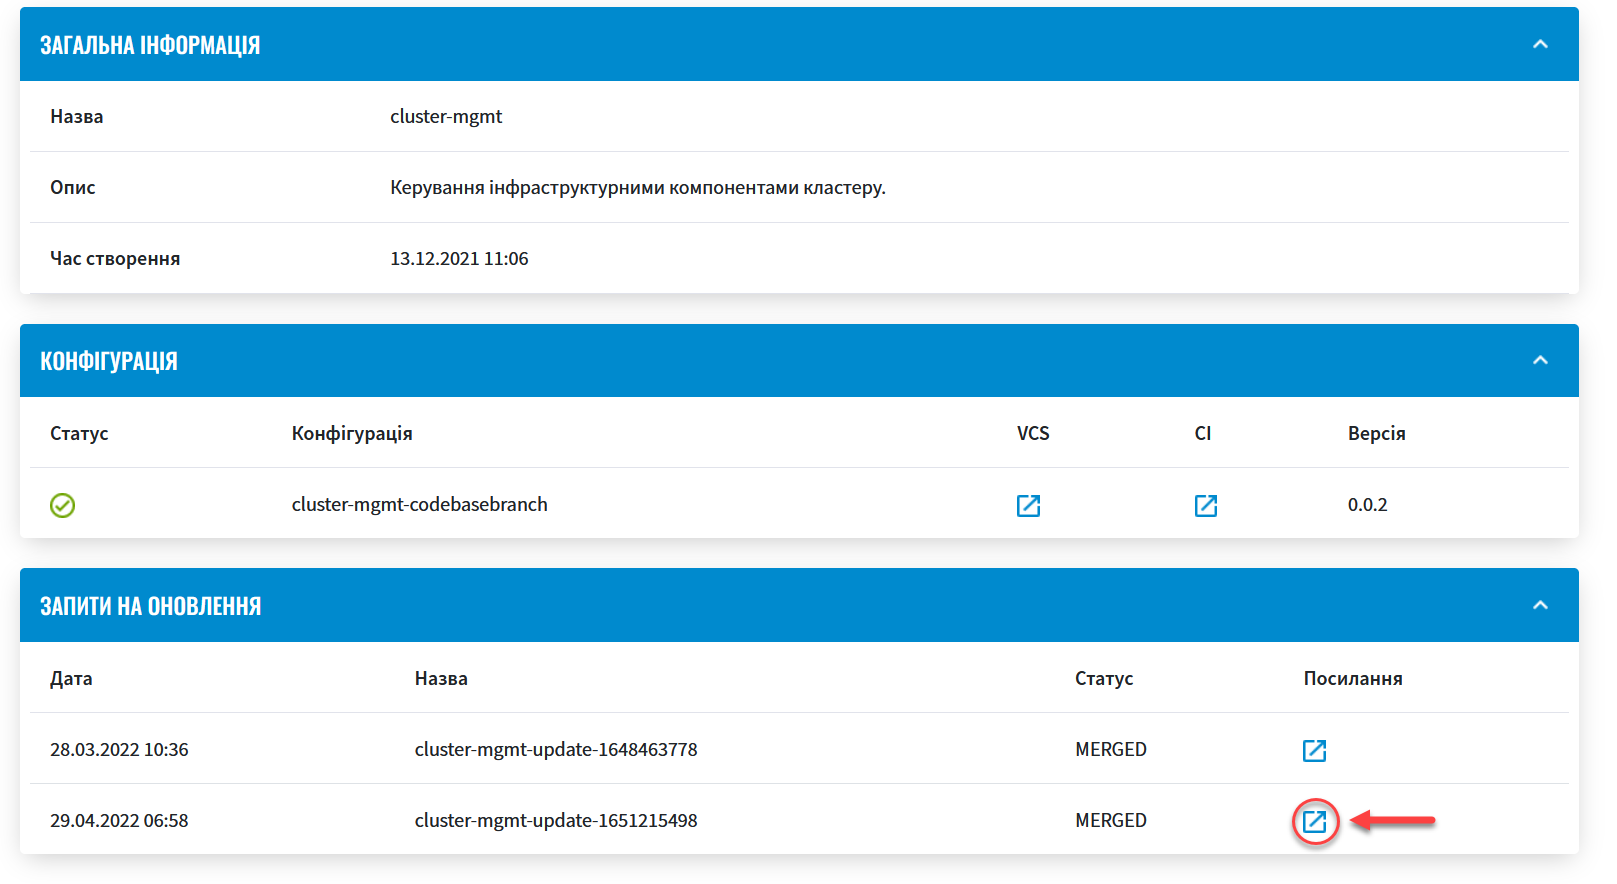 ЗАГАЛЬНА ІНФОРМАЦІЯ
Назва cluster-mgmt
Опис Керування інфраструктурними компонентами кластеру.
Час створення 13.12.2021 11:06
КОНФІГУРАЦІЯ
Статус Конфігурація VCS CI Версія
cluster-mgmt-codebasebranch 0.0.2
ЗАПИТИ НА ОНОВЛЕННЯ
Дата Назва Статус Посилання
28.03.2022 10:36 cluster-mgmt-update-1648463778 MERGED
29.04.2022 06:58 cluster-mgmt-update-1651215498 MERGED